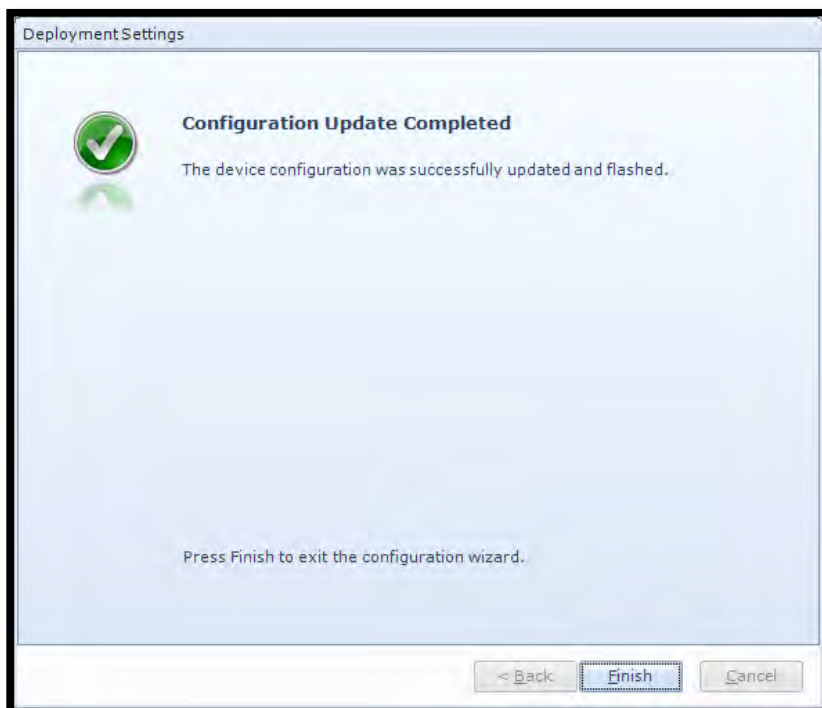 Deployment Settings
Configuration Update Completed
The device configuration was successfully updated and flashed.
Press Finish to exit the configuration wizard.
< Back Finish Cancel